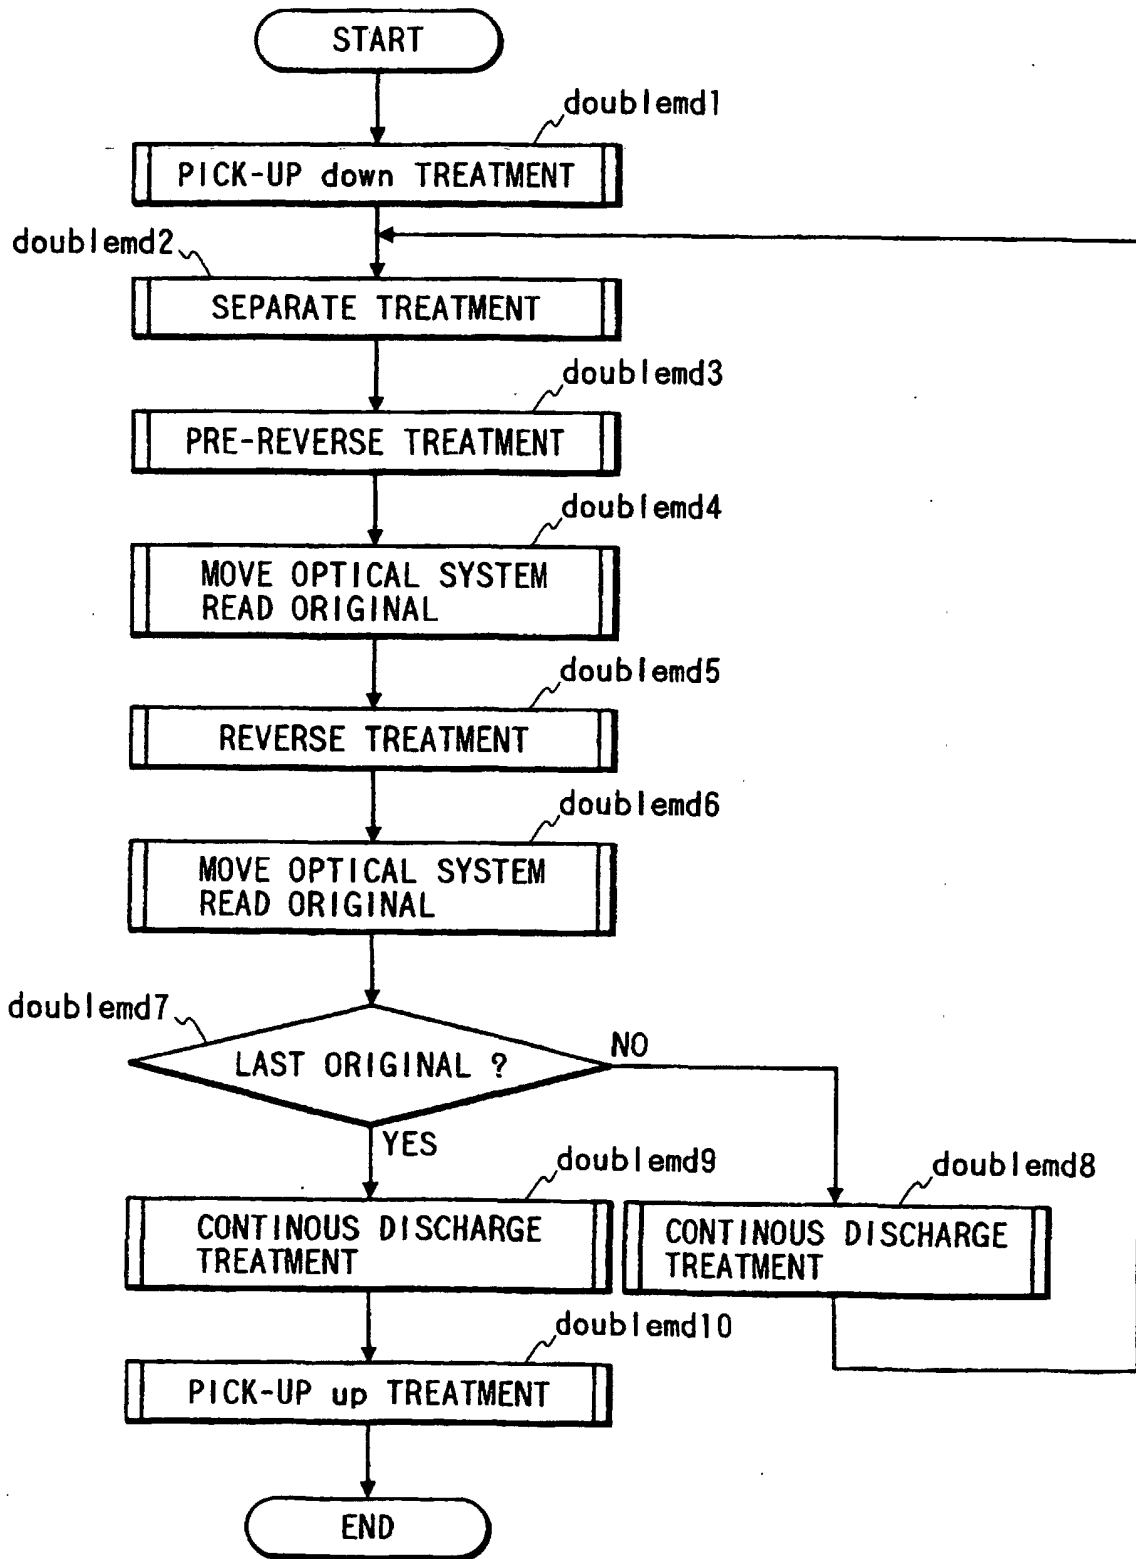 START
doublemd1
PICK-UP down TREATMENT
doublemd2
SEPARATE TREATMENT
doublemd3
PRE-REVERSE TREATMENT
doublemd4
MOVE OPTICAL SYSTEM
READ ORIGINAL
doublemd5
REVERSE TREATMENT
doublemd6
MOVE OPTICAL SYSTEM
READ ORIGINAL
doublemd7
LAST ORIGINAL ?
NO
YES
doublemd9
CONTINOUS DISCHARGE
TREATMENT
doublemd8
CONTINOUS DISCHARGE
TREATMENT
doublemd10
PICK-UP up TREATMENT
END